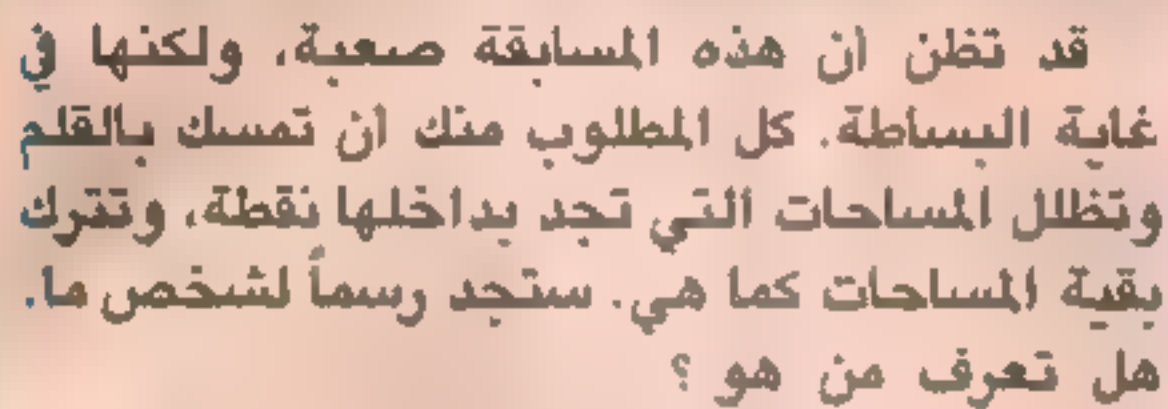 قد تظن ان هذه المسابقة صعبة، ولكنها في
غاية البساطة. كل المطلوب منك ان تمسك بالقلم
وتظلل المساحات التي تجد بداخلها نقطة، وتترك
بقية المساحات كما هي. ستجد رسماً لشخص ما.
هل تعرف من هو ؟